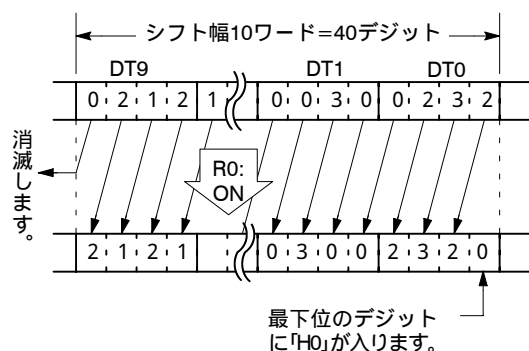 シフト幅10ワード=40デジット
DT9 DT1 DT0
0 2 1 2 1 0 0 3 0 0 2 3 2
消滅します。
R0:
ON
2 1 2 1 0 3 0 0 2 3 2 0
最下位のデジット
に「H0」が入ります。